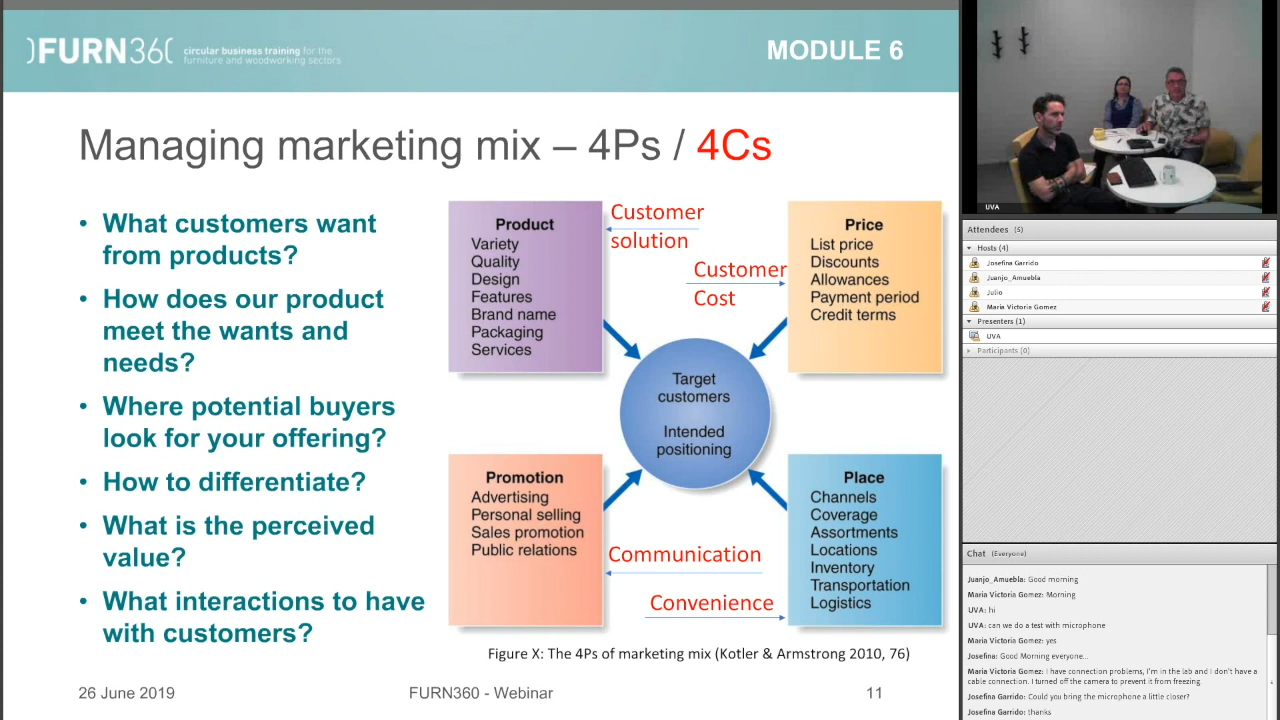 FURN360 circular business training for the
furniture and woodworking sectors
MODULE 6
Managing marketing mix – 4Ps / 4Cs
• What customers want
from products?
• How does our product
meet the wants and
needs?
• Where potential buyers
look for your offering?
• How to differentiate?
• What is the perceived
value?
• What interactions to have
with customers?
Product
Variety
Quality
Design
Features
Brand name
Packaging
Services
Customer
solution
Customer
Cost
Price
List price
Discounts
Allowances
Payment period
Credit terms
Target
customers
Intended
positioning
Promotion
Advertising
Personal selling
Sales promotion
Public relations
Communication
Convenience
Place
Channels
Coverage
Assortments
Locations
Inventory
Transportation
Logistics
Figure X: The 4Ps of marketing mix (Kotler & Armstrong 2010, 76)
26 June 2019
FURN360 - Webinar
11
UVA
Attendees (5)
Hosts (4)
Josefina Garrido
Juanjo_Amuebla
Julio
Maria Victoria Gomez
Presenters (1)
UVA
Participants (0)
Chat (Everyone)
Juanjo_Amuebla: Good morning
Maria Victoria Gomez: Morning
UVA: hi
UVA: can we do a test with microphone
Maria Victoria Gomez: yes
Josefina: Good Morning everyone...
Maria Victoria Gomez: I have connection problems, I'm in the lab and i don't have a
cable connection. I turned off the camera to prevent it from freezing.
Josefina Garrido: Could you bring the microphone a little closer?
Josefina Garrido: thanks